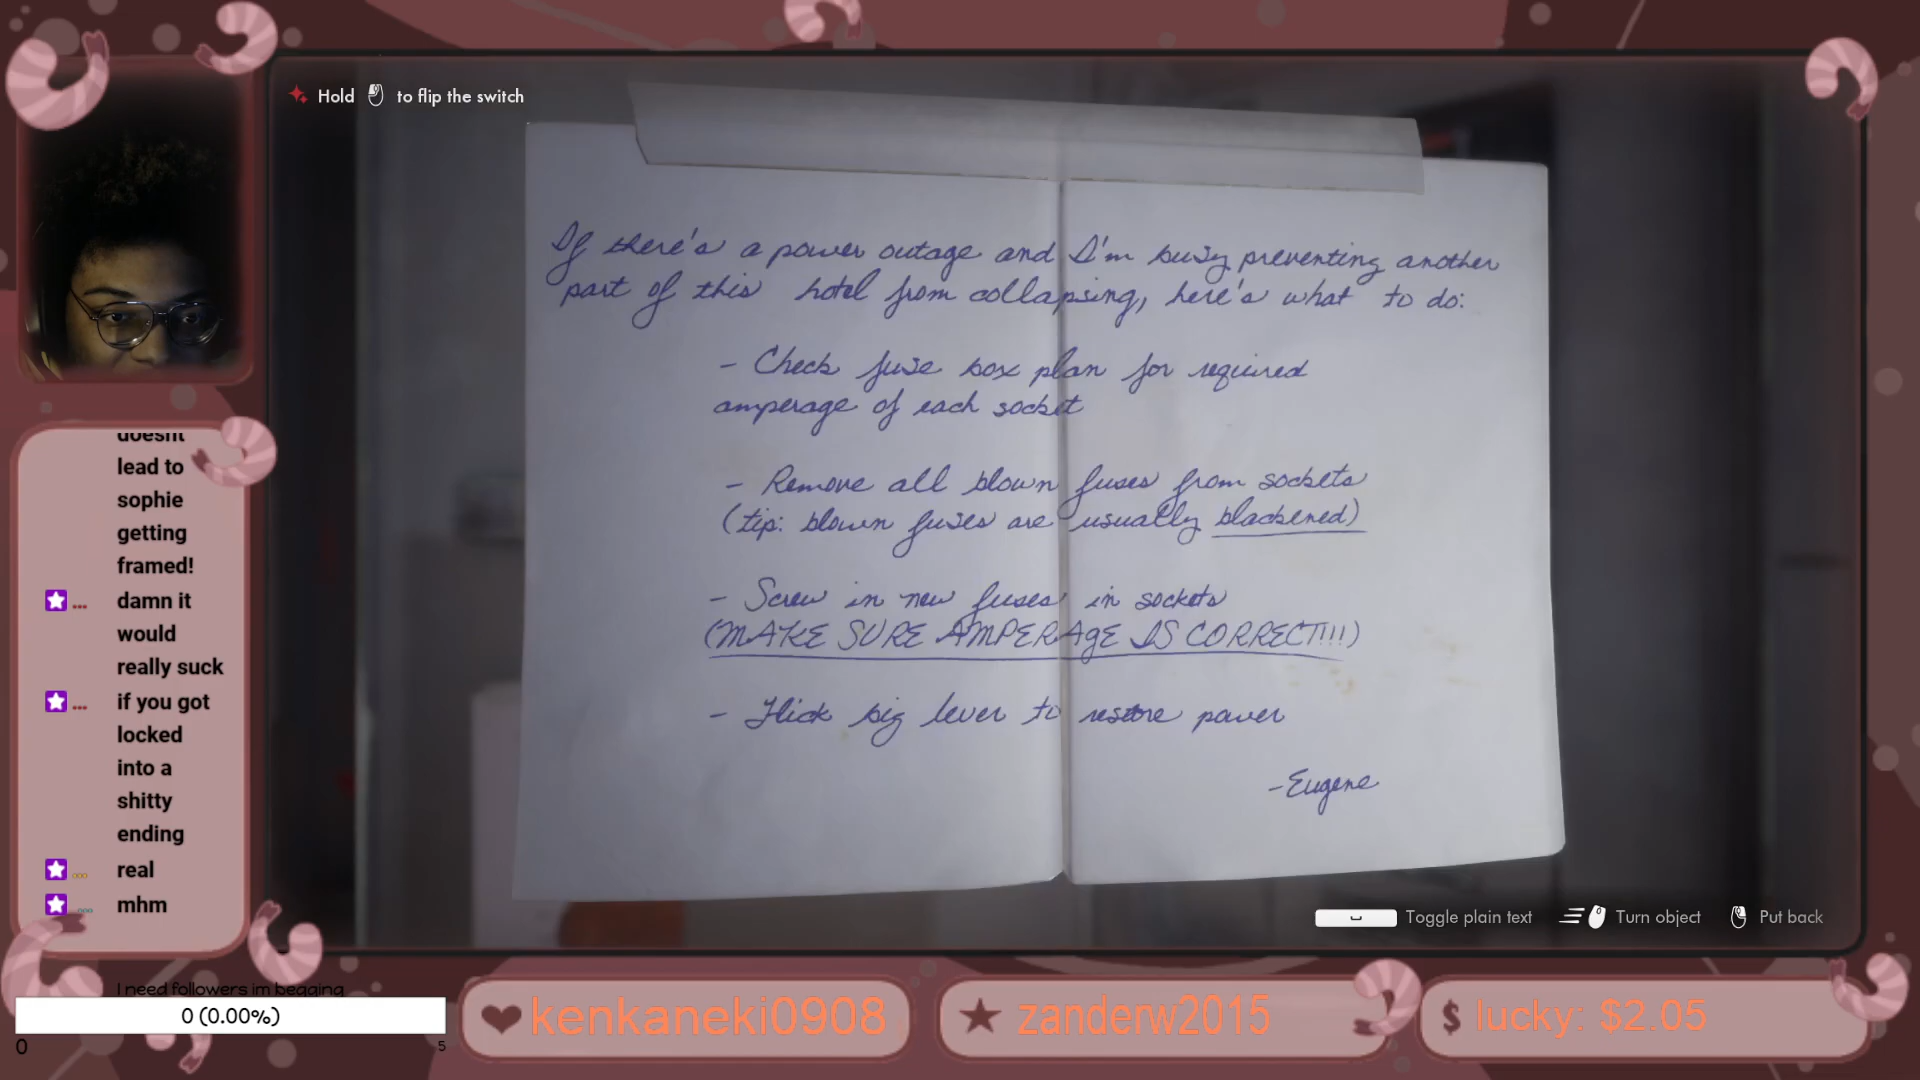 Hold to flip the switch
If there's a power outage and I'm busy preventing another
part of this hotel from collapsing, here's what to do:
- Check fuse box plan for required
amperage of each socket
- Remove all blown fuses from sockets
(tip: blown fuses are usually blackened)
- Screw in new fuses in sockets
(MAKE SURE AMPERAgE IS CORRECT!!!)
- Flick big lever to restore power
-Eugene
Toggle plain text
Turn object
Put back
doesnt
lead to
sophie
getting
framed!
... damn it
would
really suck
... if you got
locked
into a
shitty
ending
... real
... mhm
I need followers im begging
0 (0.00%)
0
5
kenkaneki0908
zanderw2015
$ lucky: $2.05